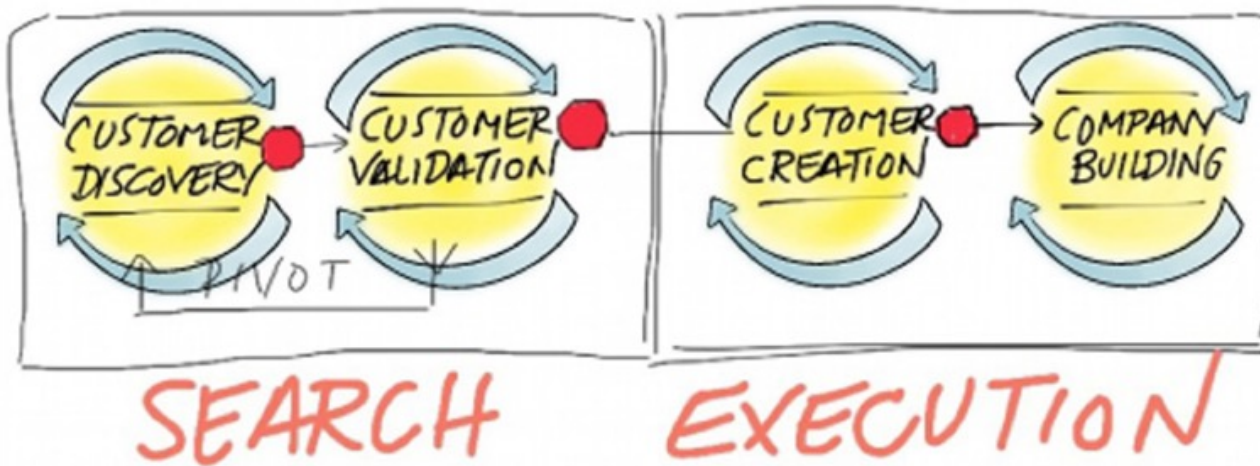 CUSTOMER
DISCOVERY
CUSTOMER
VALIDATION
CUSTOMER
CREATION
COMPANY
BUILDING
PIVOT
SEARCH
EXECUTION